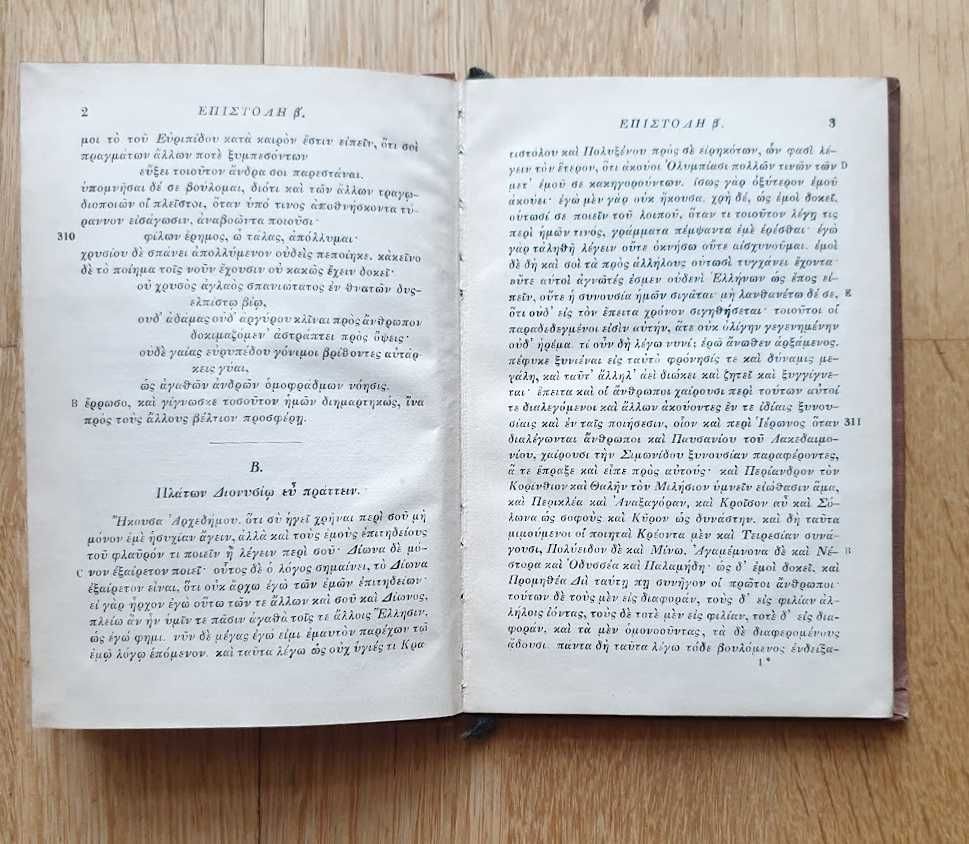 2 ΕΠΙΣΤΟΛΗ β΄.
μοι τὸ τοῦ Εὐριπίδου κατὰ καιρόν ἐστιν εἰπεῖν, ὅτι σοὶ
πραγμάτων ἄλλων ποτὲ ξυμπεσόντων
εὔξει τοιοῦτον ἄνδρα σοι παρεστάναι.
ὑπομνῆσαι δέ σε βούλομαι, διότι καὶ τῶν ἄλλων τραγῳ-
διοποιῶν οἱ πλεῖστοι, ὅταν ὑπό τινος ἀποθνήσκοντα τύ-
ραννον εἰσάγωσιν, ἀναβοῶντα ποιοῦσι·
310 φίλων ἔρημος, ὦ τάλας, ἀπόλλυμαι·
χρυσίου δὲ σπάνει ἀπολλύμενον οὐδεὶς πεποίηκε. κἀκεῖνο
δὲ τὸ ποίημα τοῖς νοῦν ἔχουσιν οὐ κακῶς ἔχειν δοκεῖ·
οὐ χρυσὸς ἀγλαὸς σπανιώτατος ἐν θνατῶν δυς-
ελπίστῳ βίῳ,
οὐδ' ἀδάμας οὐδ' ἀργύρου κλῖναι πρὸς ἄνθρωπον
δοκιμαζόμεν' ἀστράπτει πρὸς ὄψεις·
οὐδὲ γαίας εὐρυπέδου γόνιμοι βρίθοντες αὐτάρ-
κεις γύαι,
ὡς ἀγαθῶν ἀνδρῶν ὁμοφράδμων νόησις.
B ἔρρωσο, καὶ γίγνωσκε τοσοῦτον ἡμῶν διημαρτηκώς, ἵνα
πρὸς τοὺς ἄλλους βέλτιον προσφέρῃ.
Β.
Πλάτων Διονυσίῳ εὖ πράττειν.
Ἤκουσα Ἀρχεδήμου, ὅτι σὺ ἡγεῖ χρῆναι περὶ σοῦ μὴ
μόνον ἐμὲ ἡσυχίαν ἄγειν, ἀλλὰ καὶ τοὺς ἐμοὺς ἐπιτηδείους
τοῦ φλαῦρόν τι ποιεῖν ἢ λέγειν περὶ σοῦ· Δίωνα δὲ μό-
C νον ἐξαίρετον ποιεῖ· οὗτος δὲ ὁ λόγος σημαίνει, τὸ Δίωνα
ἐξαίρετον εἶναι, ὅτι οὐκ ἄρχω ἐγὼ τῶν ἐμῶν ἐπιτηδείων·
εἰ γὰρ ἦρχον ἐγὼ οὕτω τῶν τε ἄλλων καὶ σοῦ καὶ Δίωνος,
πλείω ἂν ἦν ὑμῖν τε πᾶσιν ἀγαθὰ τοῖς τε ἄλλοις Ἕλλησιν,
ὡς ἐγώ φημι. νῦν δὲ μέγας ἐγώ εἰμι ἐμαυτὸν παρέχων τῷ
ἐμῷ λόγῳ ἑπόμενον. καὶ ταῦτα λέγω ὡς οὐχ ὑγιές τι Κρα
ΕΠΙΣΤΟΛΗ β΄. 3
τιστόλου καὶ Πολυξένου πρὸς σὲ εἰρηκότων, ὧν φασὶ λέ-
γειν τὸν ἕτερον, ὅτι ἀκούοι Ὀλυμπίασι πολλῶν τινῶν τῶν D
μετ' ἐμοῦ σε κακηγορούντων. ἴσως γὰρ ὀξύτερον ἐμοῦ
ἀκούει· ἐγὼ μὲν γὰρ οὐκ ἤκουσα. χρὴ δέ, ὡς ἐμοὶ δοκεῖ,
οὑτωσί σε ποιεῖν τοῦ λοιποῦ, ὅταν τι τοιοῦτον λέγῃ τις
περὶ ἡμῶν τινος, γράμματα πέμψαντα ἐμὲ ἐρέσθαι· ἐγὼ
γὰρ τἀληθῆ λέγειν οὔτε ὀκνήσω οὔτε αἰσχυνοῦμαι. ἐμοὶ
δὲ δὴ καὶ σοὶ τὰ πρὸς ἀλλήλους οὑτωσὶ τυγχάνει ἔχοντα·
οὔτε αὐτοὶ ἀγνῶτές ἐσμεν οὐδενὶ Ἑλλήνων ὡς ἔπος εἰ-
πεῖν, οὔτε ἡ συνουσία ἡμῶν σιγᾶται· μὴ λανθανέτω δέ σε, E
ὅτι οὐδ' εἰς τὸν ἔπειτα χρόνον σιγηθήσεται· τοιοῦτοι οἱ
παραδεδεγμένοι εἰσὶν αὐτήν, ἅτε οὐκ ὀλίγην γεγενημένην
οὐδ' ἠρέμα. τί οὖν δὴ λέγω νυνί; ἐρῶ ἄνωθεν ἀρξάμενος.
πέφυκε ξυνιέναι εἰς ταὐτὸ φρόνησίς τε καὶ δύναμις με-
γάλη, καὶ ταῦτ' ἄλληλ' ἀεὶ διώκει καὶ ζητεῖ καὶ ξυγγίγνε-
ται· ἔπειτα καὶ οἱ ἄνθρωποι χαίρουσι περὶ τούτων αὐτοί
τε διαλεγόμενοι καὶ ἄλλων ἀκούοντες ἔν τε ἰδίαις ξυνου-
σίαις καὶ ἐν ταῖς ποιήσεσιν, οἷον καὶ περὶ Ἱέρωνος ὅταν 311
διαλέγωνται ἄνθρωποι καὶ Παυσανίου τοῦ Λακεδαιμο-
νίου, χαίρουσι τὴν Σιμωνίδου ξυνουσίαν παραφέροντες,
ἅ τε ἔπραξε καὶ εἶπε πρὸς αὐτούς· καὶ Περίανδρον τὸν
Κορίνθιον καὶ Θαλῆν τὸν Μιλήσιον ὑμνεῖν εἰώθασιν ἅμα,
καὶ Περικλέα καὶ Ἀναξαγόραν, καὶ Κροῖσον αὖ καὶ Σό-
λωνα ὡς σοφοὺς καὶ Κῦρον ὡς δυνάστην. καὶ δὴ ταῦτα
μιμούμενοι οἱ ποιηταὶ Κρέοντα μὲν καὶ Τειρεσίαν συνά-
γουσι, Πολύειδον δὲ καὶ Μίνω, Ἀγαμέμνονα δὲ καὶ Νέ- B
στορα καὶ Ὀδυσσέα καὶ Παλαμήδη· ὡς δ' ἐμοὶ δοκεῖ, καὶ
Προμηθέα Διὶ ταύτῃ πη συνῆγον οἱ πρῶτοι ἄνθρωποι·
τούτων δὲ τοὺς μὲν εἰς διαφοράν, τοὺς δ' εἰς φιλίαν ἀλ-
λήλοις ἰόντας, τοὺς δὲ τοτὲ μὲν εἰς φιλίαν, τοτὲ δ' εἰς δια-
φοράν, καὶ τὰ μὲν ὁμονοοῦντας, τὰ δὲ διαφερομένους
ᾄδουσι. πάντα δὴ ταῦτα λέγω τόδε βουλόμενος ἐνδείξα-
1*